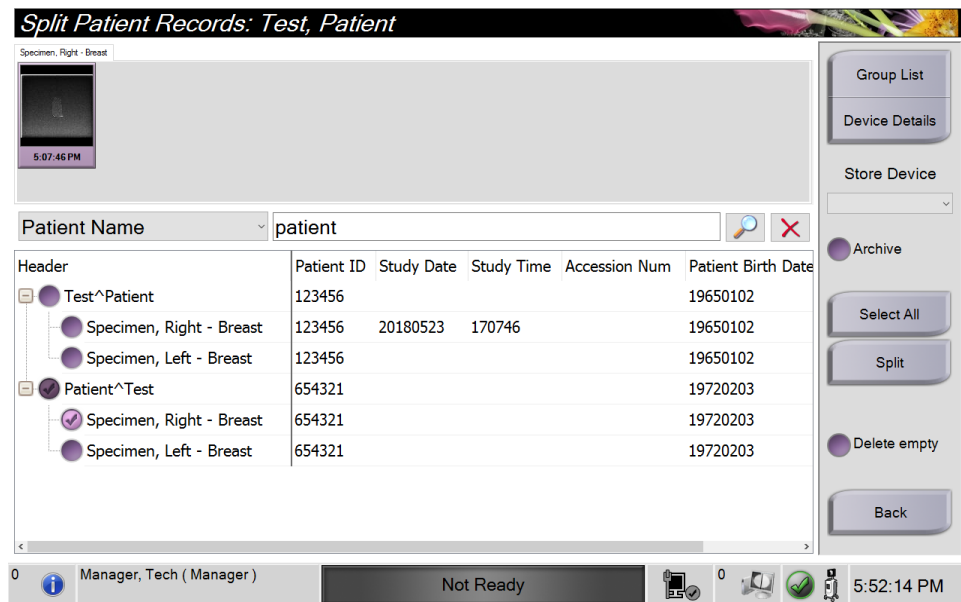 Split Patient Records: Test, Patient
Specimen, Right - Breast
5:07:46 PM
Group List
Device Details
Store Device
Archive
Select All
Split
Delete empty
Back
Patient Name patient
Header Patient ID Study Date Study Time Accession Num Patient Birth Date
Test^Patient 123456 19650102
Specimen, Right - Breast 123456 20180523 170746 19650102
Specimen, Left - Breast 123456 19650102
Patient^Test 654321 19720203
Specimen, Right - Breast 654321 19720203
Specimen, Left - Breast 654321 19720203
0 Manager, Tech ( Manager ) Not Ready 0 5:52:14 PM